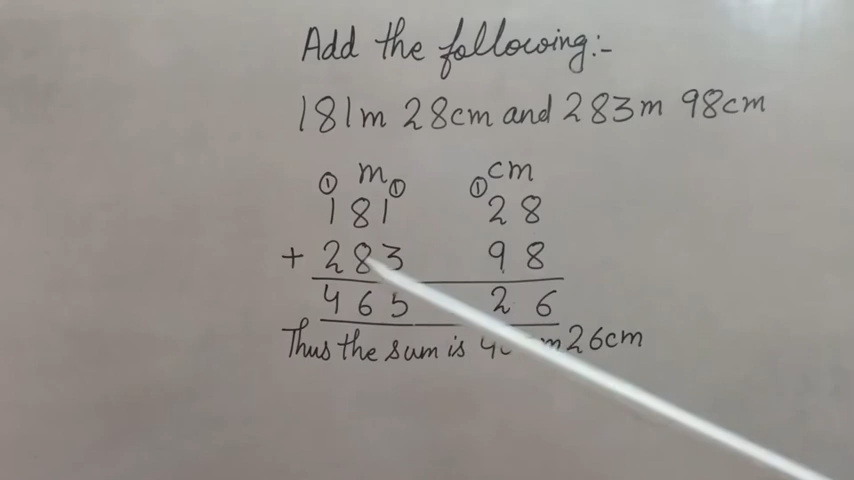 Add the following:-
181m 28cm and 283m 98cm
m cm
① ① ①
181 28
+ 283 98
465 26
Thus the sum is m 26cm